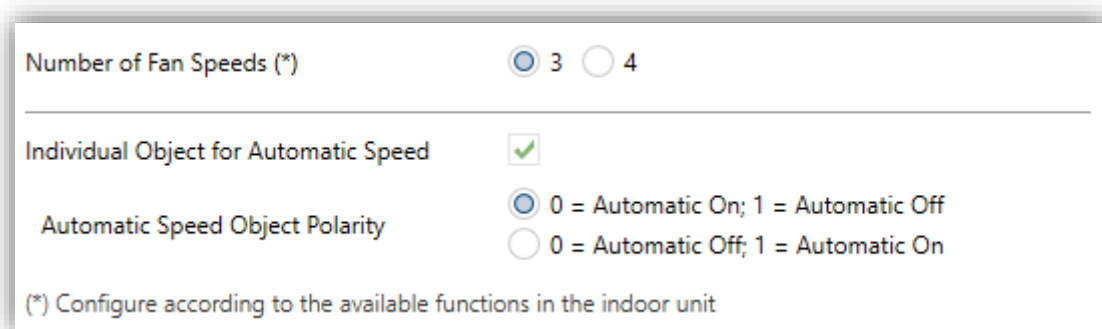 Number of Fan Speeds (*) 3 4
Individual Object for Automatic Speed
0 = Automatic On; 1 = Automatic Off
Automatic Speed Object Polarity
0 = Automatic Off; 1 = Automatic On
(*) Configure according to the available functions in the indoor unit